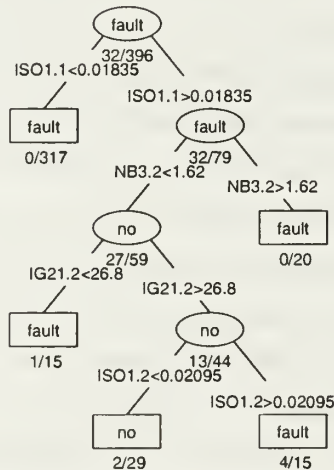 fault
32/396
ISO1.1<0.01835
ISO1.1>0.01835
fault
0/317
fault
32/79
NB3.2<1.62
NB3.2>1.62
no
27/59
fault
0/20
IG21.2<26.8
IG21.2>26.8
fault
1/15
no
13/44
ISO1.2<0.02095
ISO1.2>0.02095
no
2/29
fault
4/15